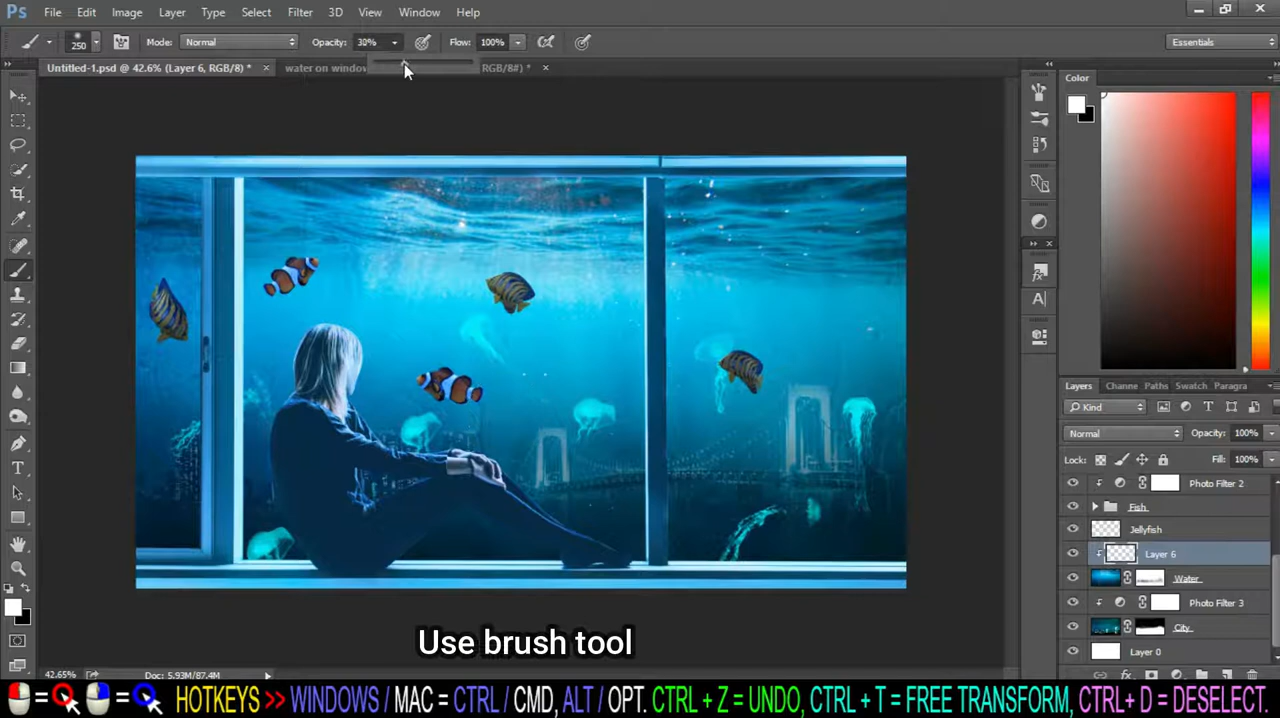 Ps File Edit Image Layer Type Select Filter 3D View Window Help
250 Mode: Normal Opacity: 38% Flow: 100% Essentials
Untitled-1.psd @ 42.6% (Layer 6, RGB/8) * × water on window RGB/8#) * ×
Color
Layers Channe Paths Swatch Paragra
Kind
Normal Opacity: 100%
Lock: Fill: 100%
Photo Filter 2
Fish
Jellyfish
Layer 6
Water
Photo Filter 3
City
Layer 0
Use brush tool
42.65% Doc: 5.93M/87.4M
= = HOTKEYS >> WINDOWS / MAC = CTRL / CMD, ALT / OPT. CTRL + Z = UNDO, CTRL + T = FREE TRANSFORM, CTRL+ D = DESELECT.